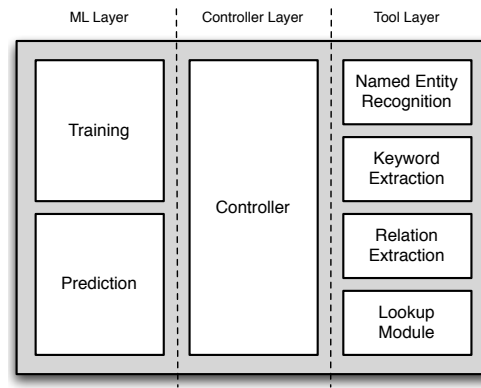 ML Layer
Controller Layer
Tool Layer
Training
Prediction
Controller
Named Entity
Recognition
Keyword
Extraction
Relation
Extraction
Lookup
Module